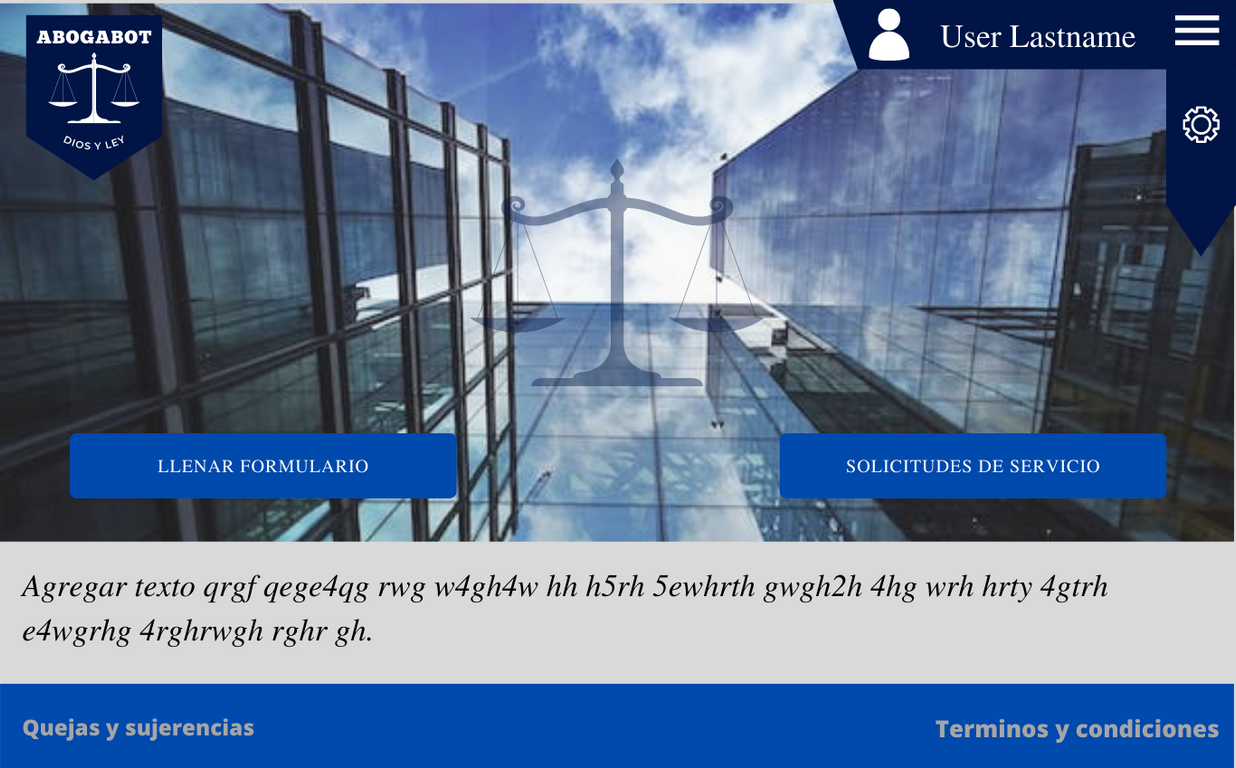 ABOGABOT
DIOS Y LEY
User Lastname
LLENAR FORMULARIO
SOLICITUDES DE SERVICIO
Agregar texto qrgf qege4qg rwg w4gh4w hh h5rh 5ewhrth gwgh2h 4hg wrh hrty 4gtrh
e4wgrhg 4rghrwgh rghr gh.
Quejas y sujerencias
Terminos y condiciones